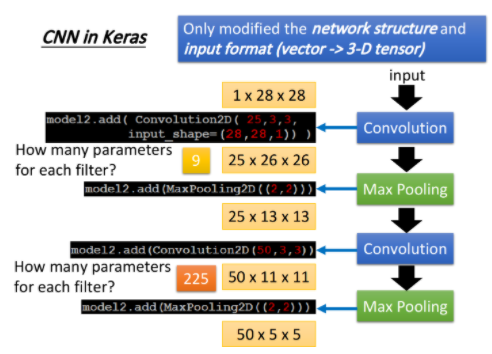 CNN in Keras
Only modified the network structure and
input format (vector -> 3-D tensor)
input
1 x 28 x 28
model2.add( Convolution2D( 25,3,3,
input_shape=(28,28,1)) )
Convolution
How many parameters
for each filter?
9
25 x 26 x 26
model2.add(MaxPooling2D((2,2)))
Max Pooling
25 x 13 x 13
model2.add(Convolution2D(50,3,3))
Convolution
How many parameters
for each filter?
225
50 x 11 x 11
model2.add(MaxPooling2D((2,2)))
Max Pooling
50 x 5 x 5